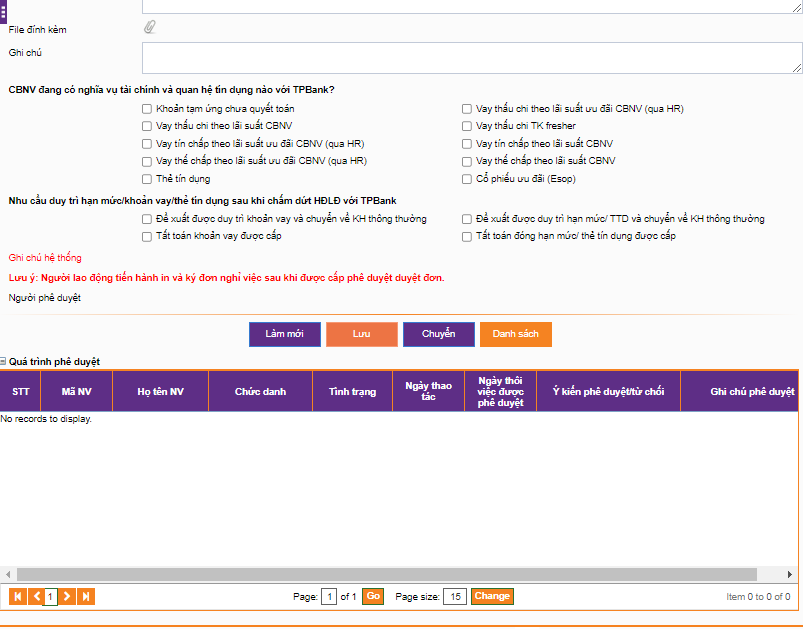 File đính kèm
Ghi chú
CBNV đang có nghĩa vụ tài chính và quan hệ tín dụng nào với TPBank?
Khoản tạm ứng chưa quyết toán
Vay thấu chi theo lãi suất ưu đãi CBNV (qua HR)
Vay thấu chi theo lãi suất CBNV
Vay thấu chi TK fresher
Vay tín chấp theo lãi suất ưu đãi CBNV (qua HR)
Vay tín chấp theo lãi suất CBNV
Vay thế chấp theo lãi suất ưu đãi CBNV (qua HR)
Vay thế chấp theo lãi suất CBNV
Thẻ tín dụng
Cổ phiếu ưu đãi (Esop)
Nhu cầu duy trì hạn mức/khoản vay/thẻ tín dụng sau khi chấm dứt HĐLĐ với TPBank
Đề xuất được duy trì khoản vay và chuyển về KH thông thường
Đề xuất được duy trì hạn mức/ TTD và chuyển về KH thông thường
Tất toán khoản vay được cấp
Tất toán đóng hạn mức/ thẻ tín dụng được cấp
Ghi chú hệ thống
Lưu ý: Người lao động tiến hành in và ký đơn nghỉ việc sau khi được cấp phê duyệt duyệt đơn.
Người phê duyệt
Làm mới
Lưu
Chuyển
Danh sách
Quá trình phê duyệt
STT
Mã NV
Họ tên NV
Chức danh
Tình trạng
Ngày thao
tác
Ngày thôi
việc được
phê duyệt
Ý kiến phê duyệt/từ chối
Ghi chú phê duyệt
No records to display.
1
Page: 1 of 1 Go
Page size: 15 Change
Item 0 to 0 of 0